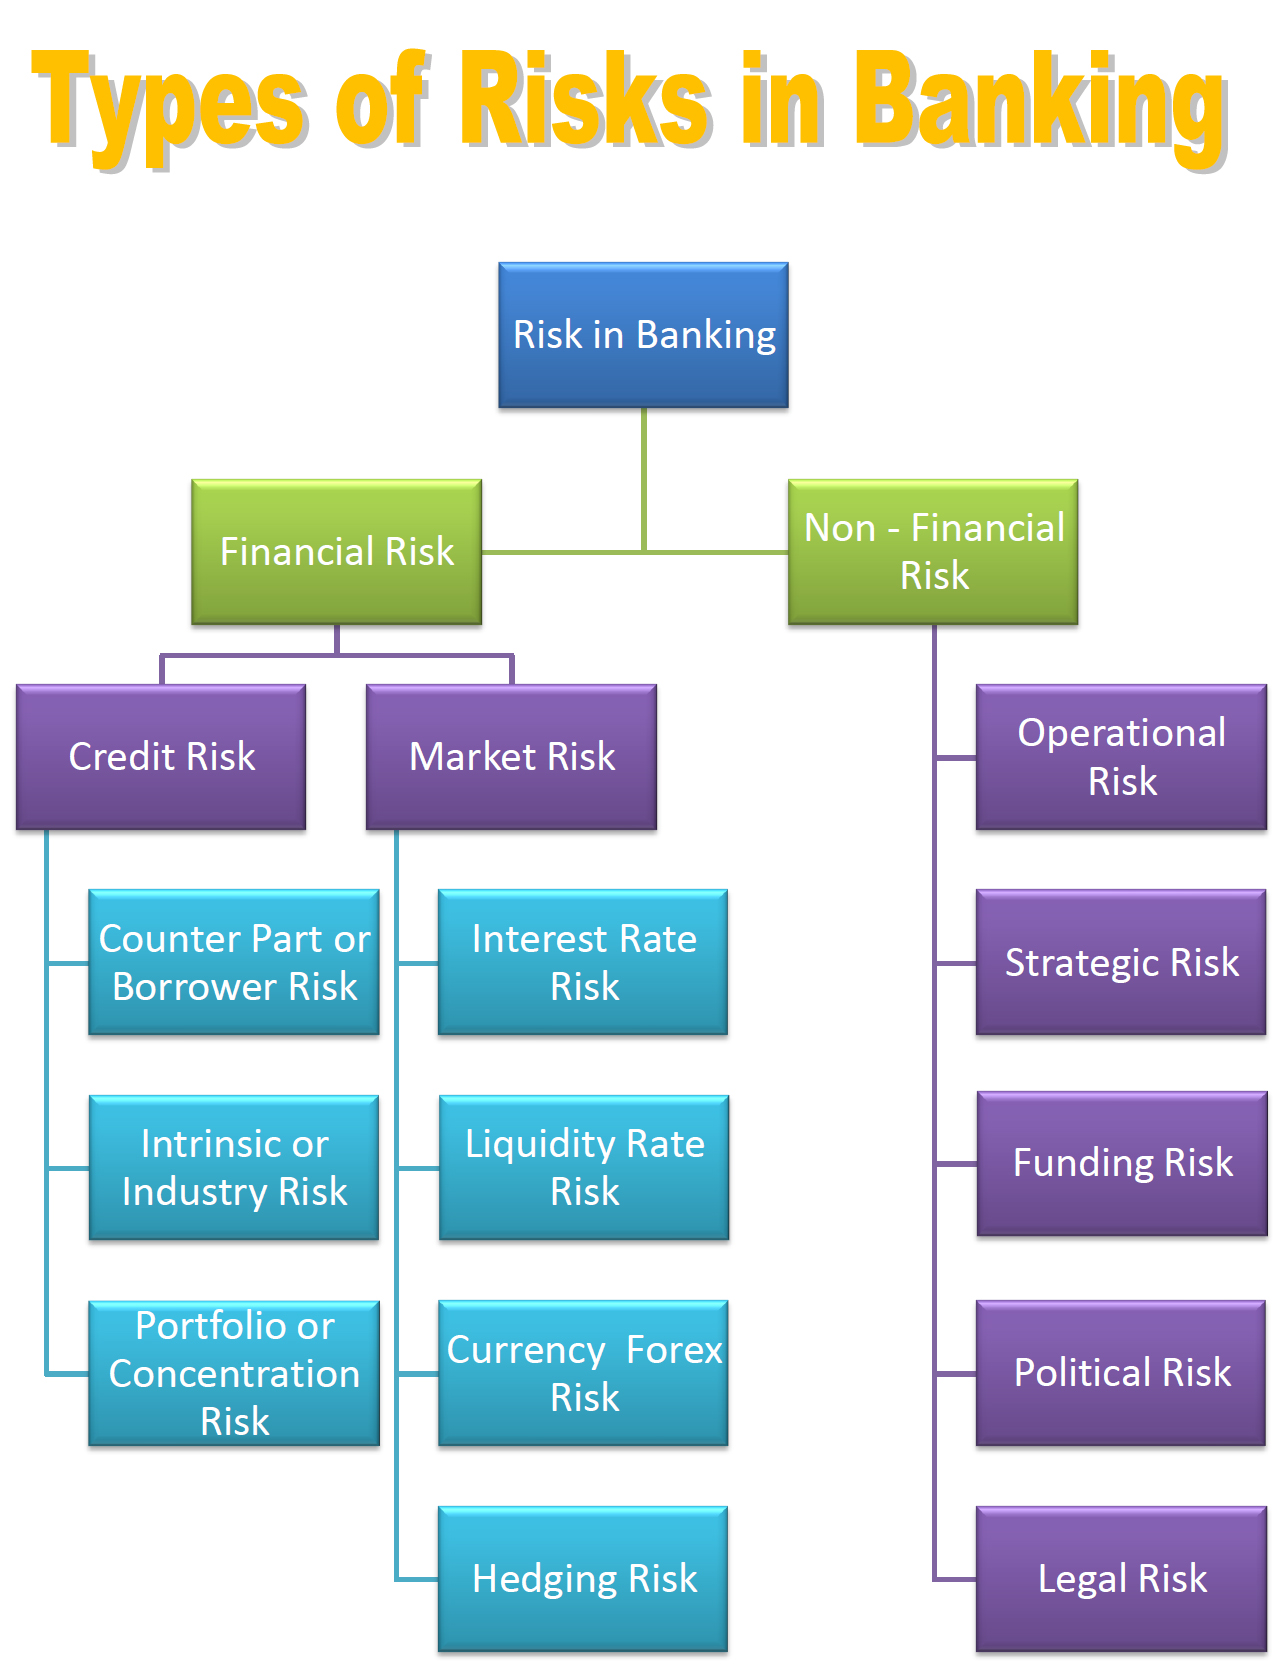 Types of Risks in Banking
Risk in Banking
Financial Risk
Non - Financial
Risk
Credit Risk
Market Risk
Operational
Risk
Counter Part or
Borrower Risk
Interest Rate
Risk
Strategic Risk
Intrinsic or
Industry Risk
Liquidity Rate
Risk
Funding Risk
Portfolio or
Concentration
Risk
Currency  Forex
Risk
Political Risk
Hedging Risk
Legal Risk